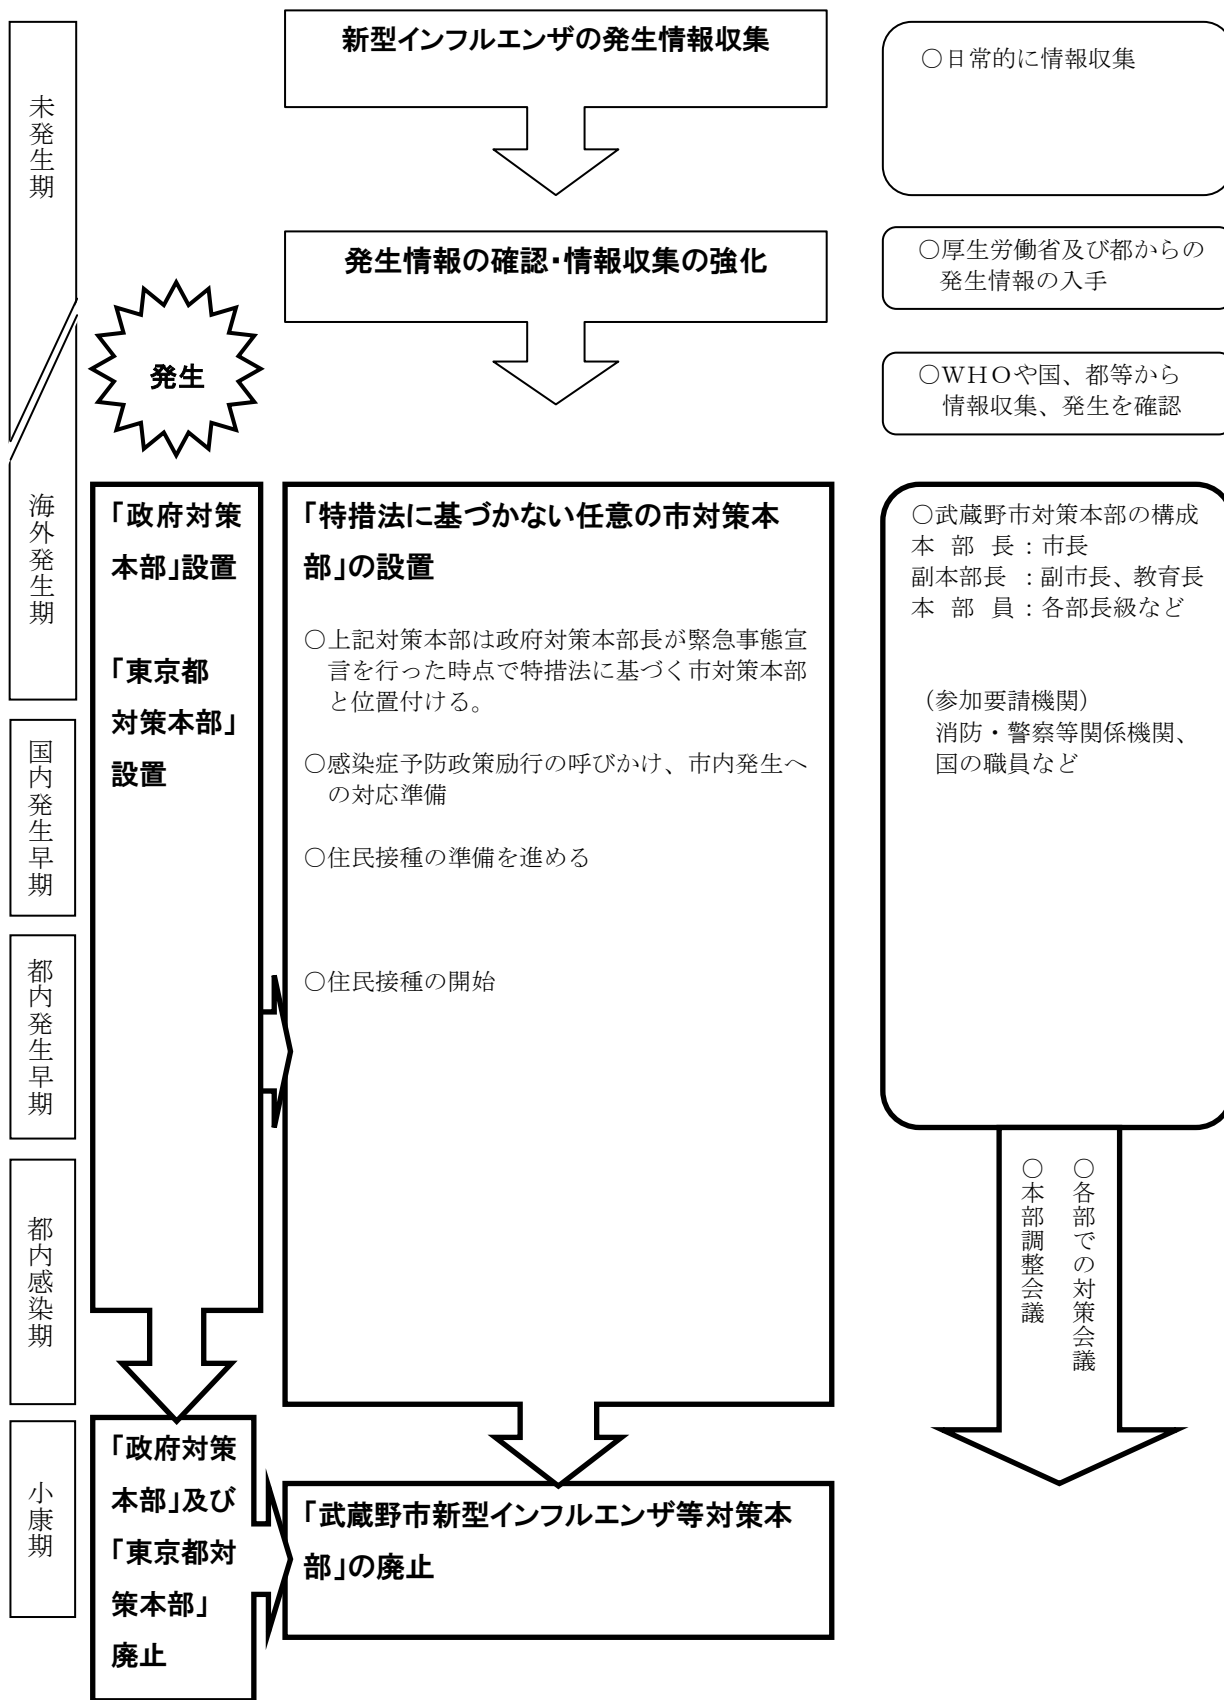 未発生期
海外発生期
国内発生早期
都内発生早期
都内感染期
小康期
新型インフルエンザの発生情報収集
○日常的に情報収集
発生情報の確認・情報収集の強化
○厚生労働省及び都からの
発生情報の入手
発生
○WHOや国、都等から
情報収集、発生を確認
「政府対策
本部」設置
「東京都
対策本部」
設置
「特措法に基づかない任意の市対策本
部」の設置
○上記対策本部は政府対策本部長が緊急事態宣
言を行った時点で特措法に基づく市対策本部
と位置付ける。
○感染症予防政策励行の呼びかけ、市内発生へ
の対応準備
○住民接種の準備を進める
○住民接種の開始
○武蔵野市対策本部の構成
本 部 長：市長
副本部長 ：副市長、教育長
本 部 員：各部長級など
（参加要請機関）
消防・警察等関係機関、
国の職員など
○各部での対策会議
○本部調整会議
「政府対策
本部」及び
「東京都対
策本部」
廃止
「武蔵野市新型インフルエンザ等対策本
部」の廃止